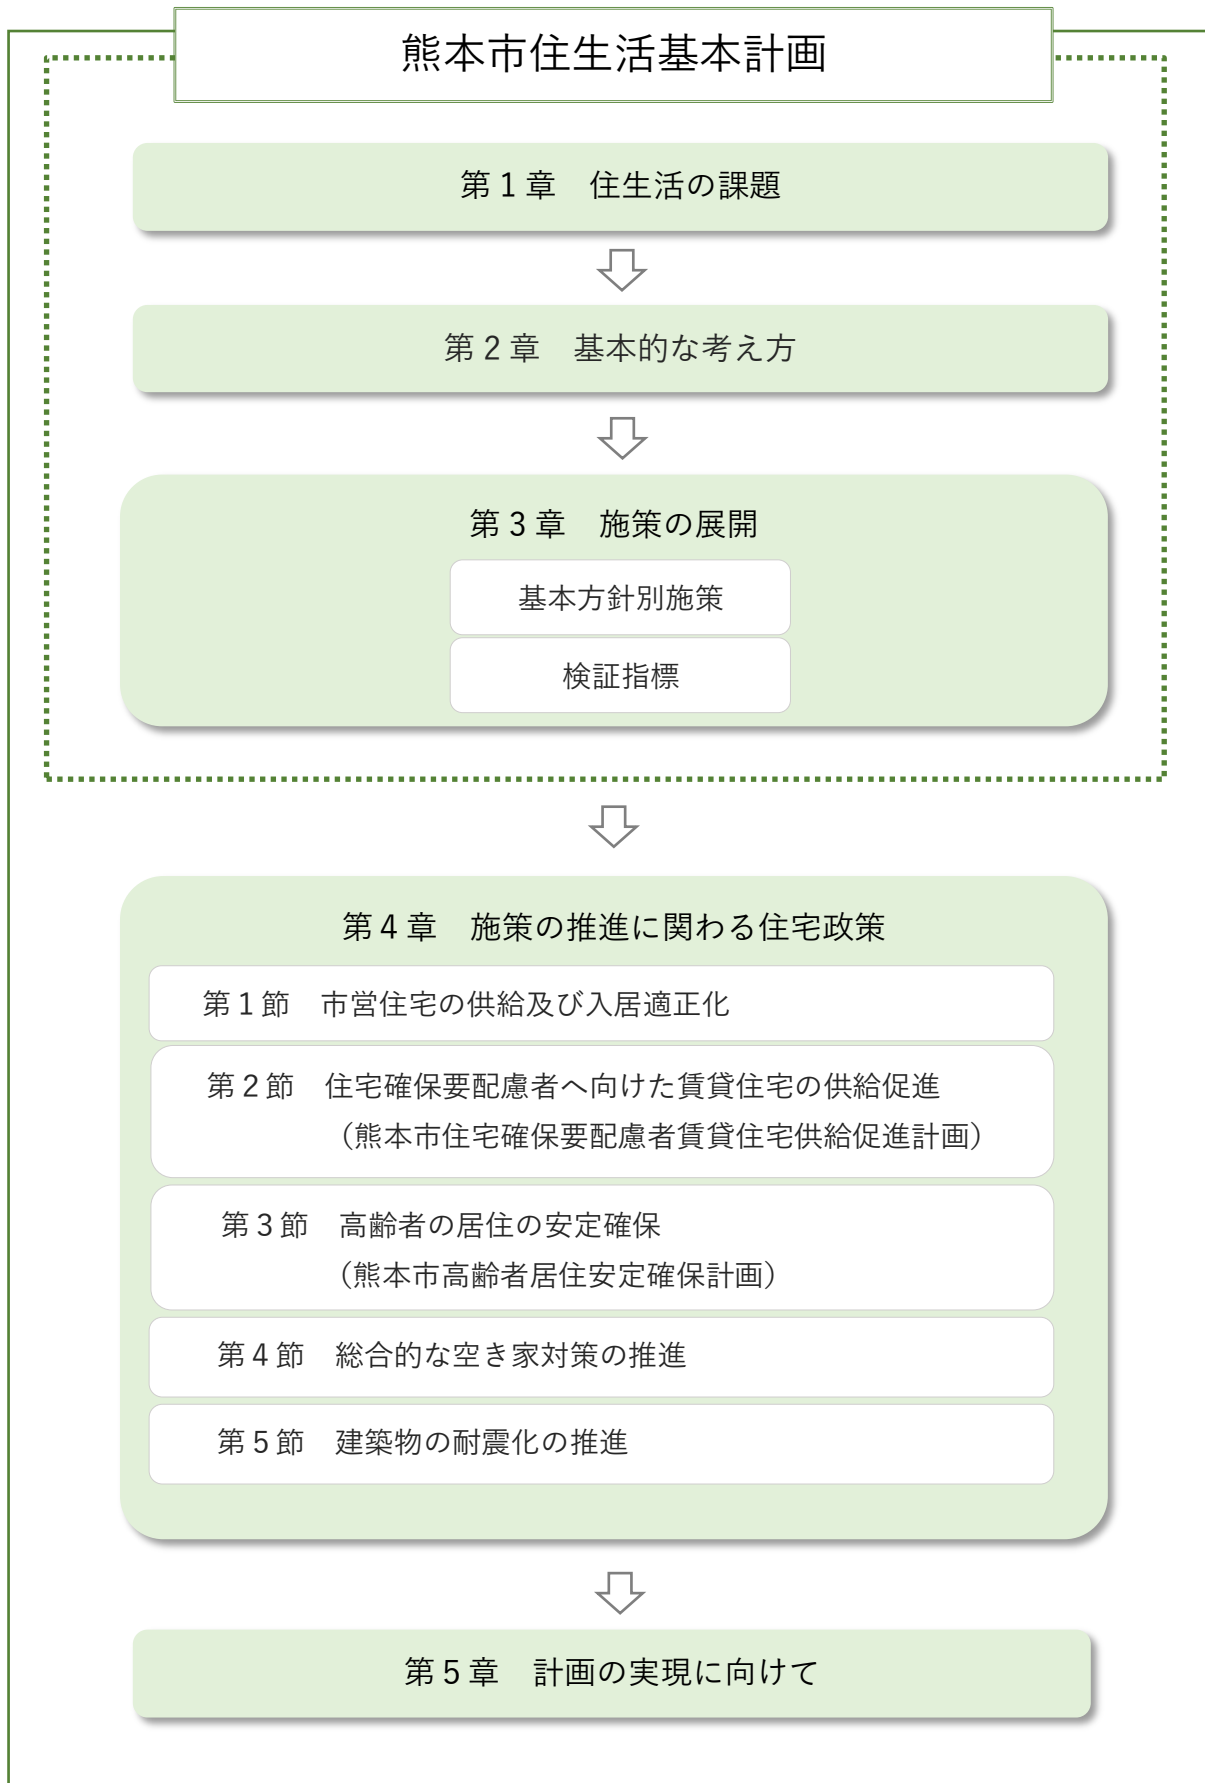 熊本市住生活基本計画
第1章　住生活の課題
第2章　基本的な考え方
第3章　施策の展開
基本方針別施策
検証指標
第4章　施策の推進に関わる住宅政策
第1節　市営住宅の供給及び入居適正化
第2節　住宅確保要配慮者へ向けた賃貸住宅の供給促進
（熊本市住宅確保要配慮者賃貸住宅供給促進計画）
第3節　高齢者の居住の安定確保
（熊本市高齢者居住安定確保計画）
第4節　総合的な空き家対策の推進
第5節　建築物の耐震化の推進
第5章　計画の実現に向けて